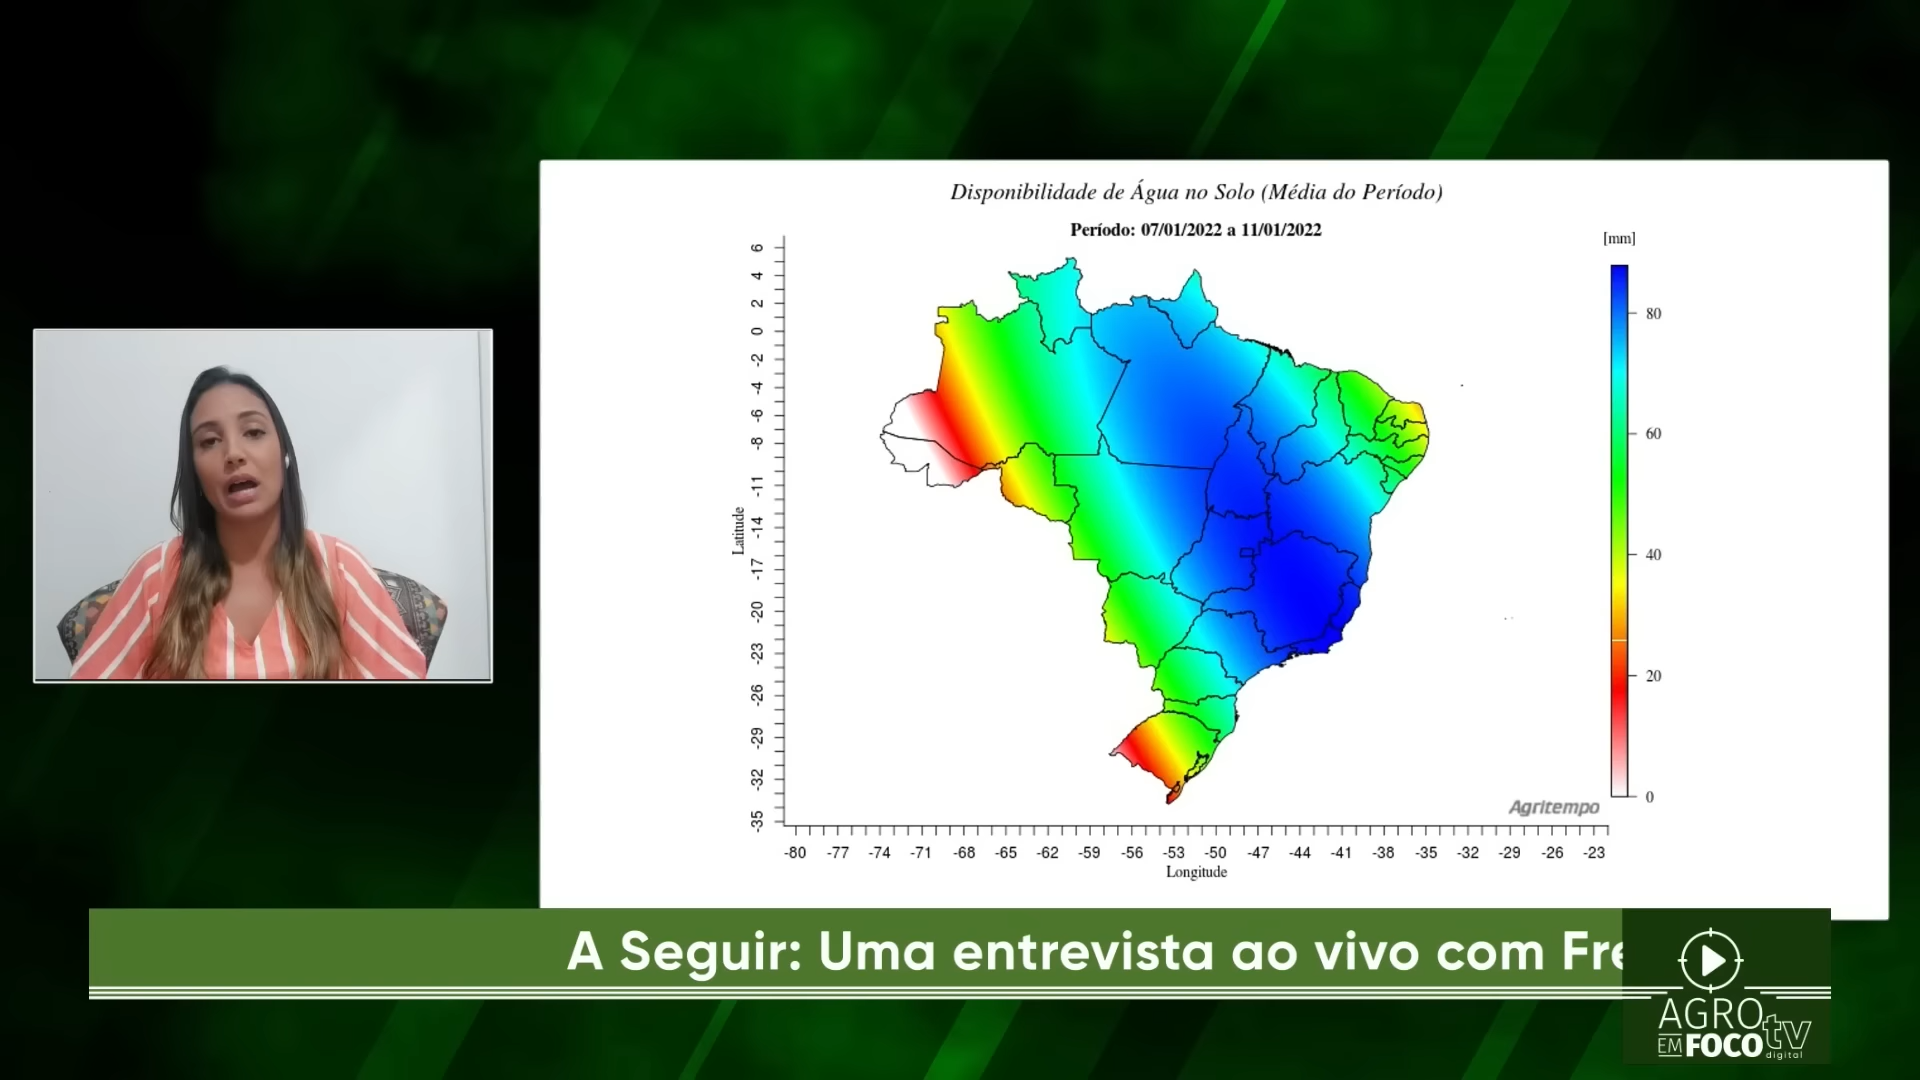 Disponibilidade de Água no Solo (Média do Período)
Período: 07/01/2022 a 11/01/2022
[mm]
6
4
2
0
-2
-4
-6
-8
-11
-14
-17
-20
-23
-26
-29
-32
-35
Latitude
80
60
40
20
0
Agritempo
-80 -77 -74 -71 -68 -65 -62 -59 -56 -53 -50 -47 -44 -41 -38 -35 -32 -29 -26 -23
Longitude
A Seguir: Uma entrevista ao vivo com Fre
AGRO
EM FOCO tv
digital